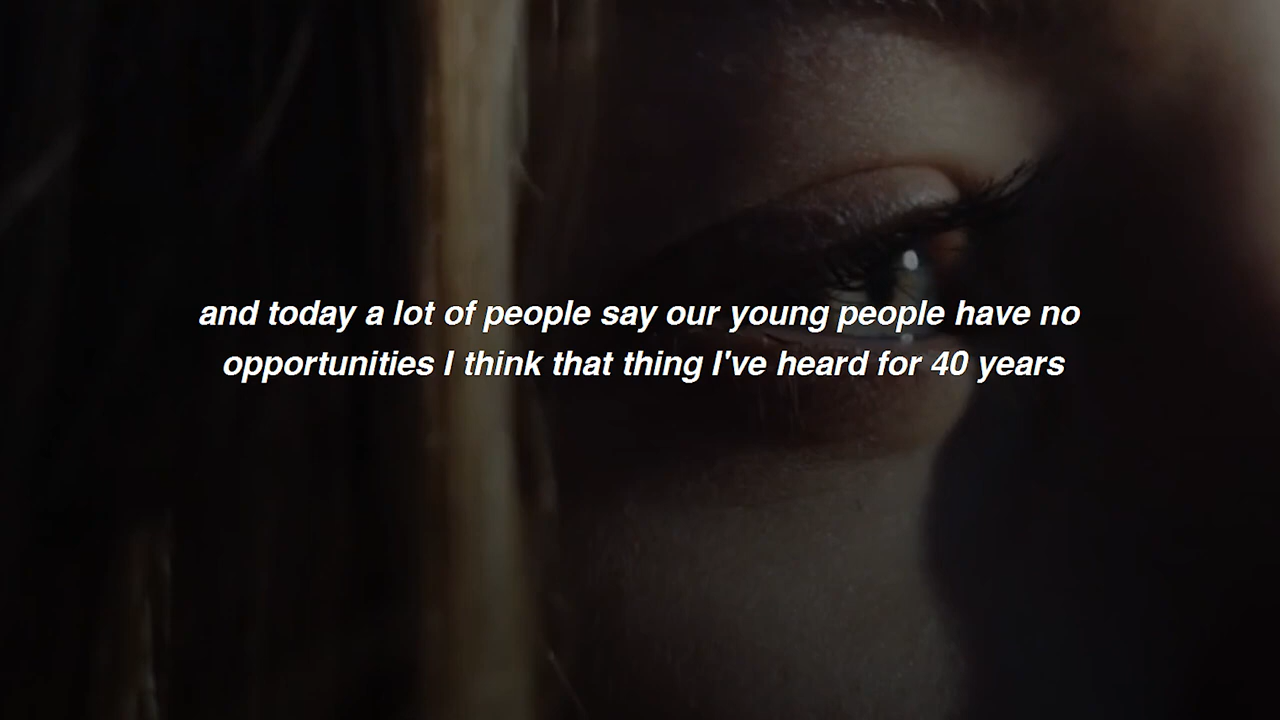 and today a lot of people say our young people have no
opportunities I think that thing I've heard for 40 years